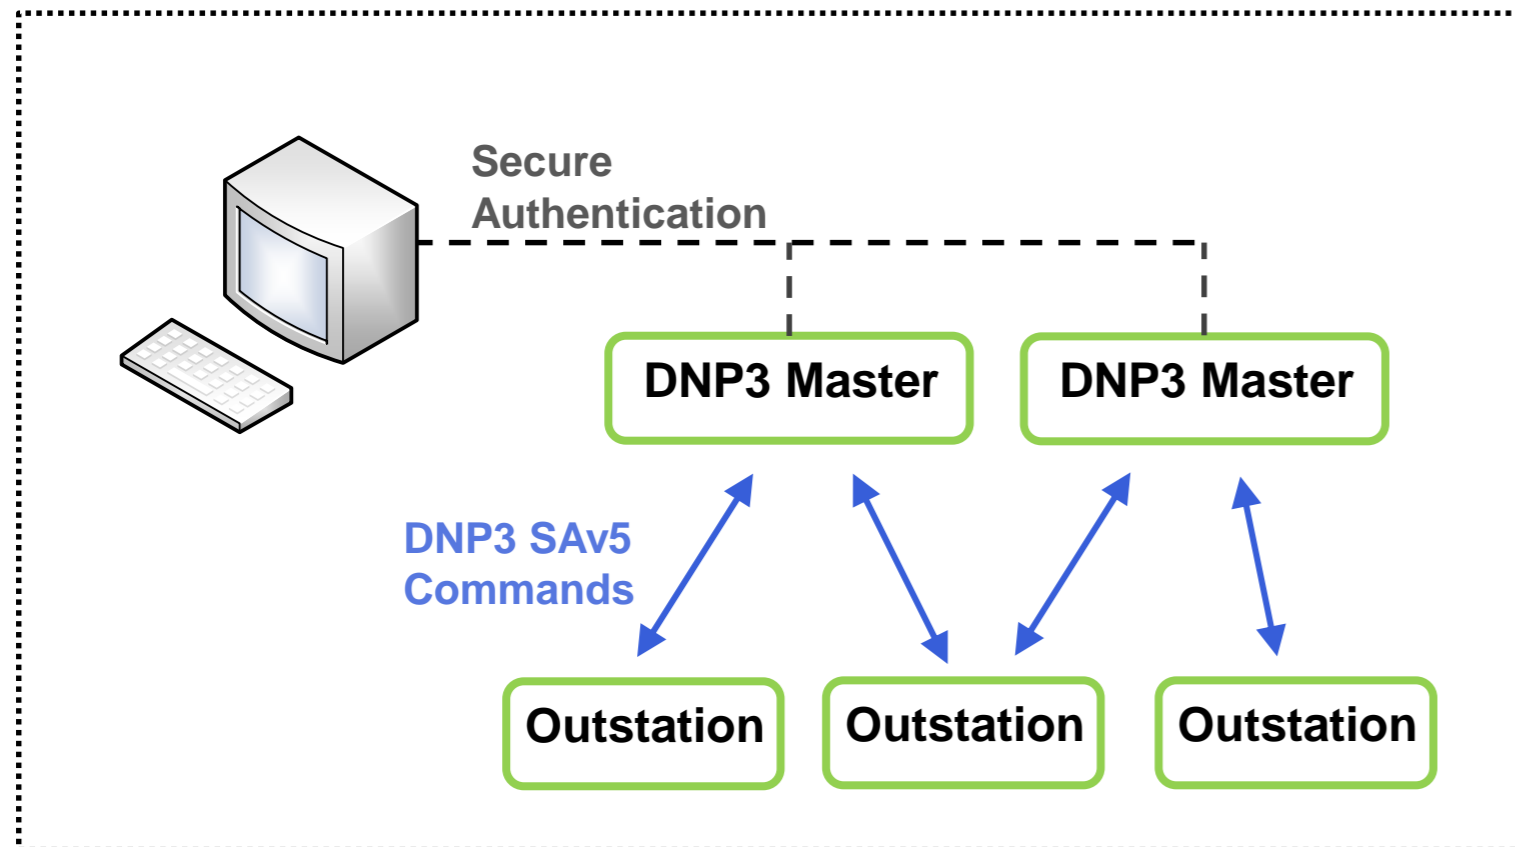 Secure
Authentication
DNP3 Master
DNP3 Master
DNP3 SAv5
Commands
Outstation
Outstation
Outstation